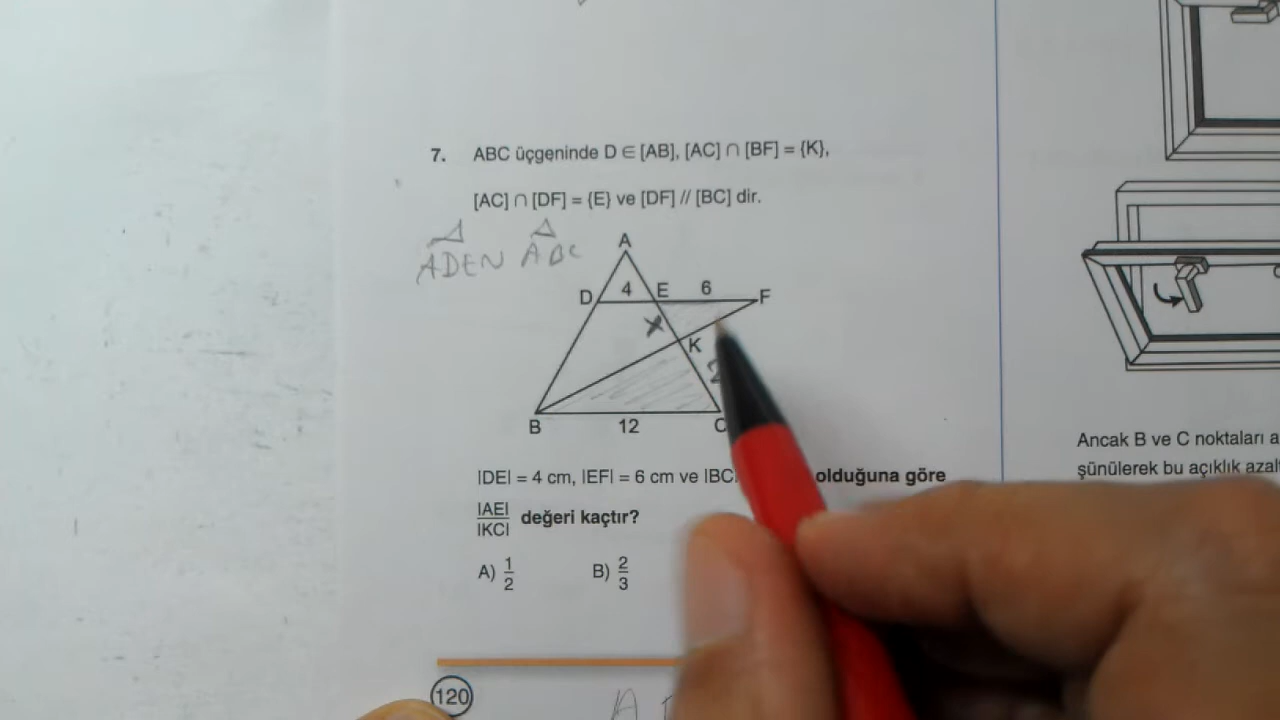 7. ABC üçgeninde D ∈ [AB], [AC] ∩ [BF] = {K},
[AC] ∩ [DF] = {E} ve [DF] // [BC] dir.
ADE N ABC
A
D 4 E 6 F
x
K
2
B 12 C
|DE| = 4 cm, |EF| = 6 cm ve |BC| olduğuna göre
|AE|
|KC| değeri kaçtır?
A) 1/2 B) 2/3
120
A
Ancak B ve C noktaları a
şünülerek bu açıklık azalt